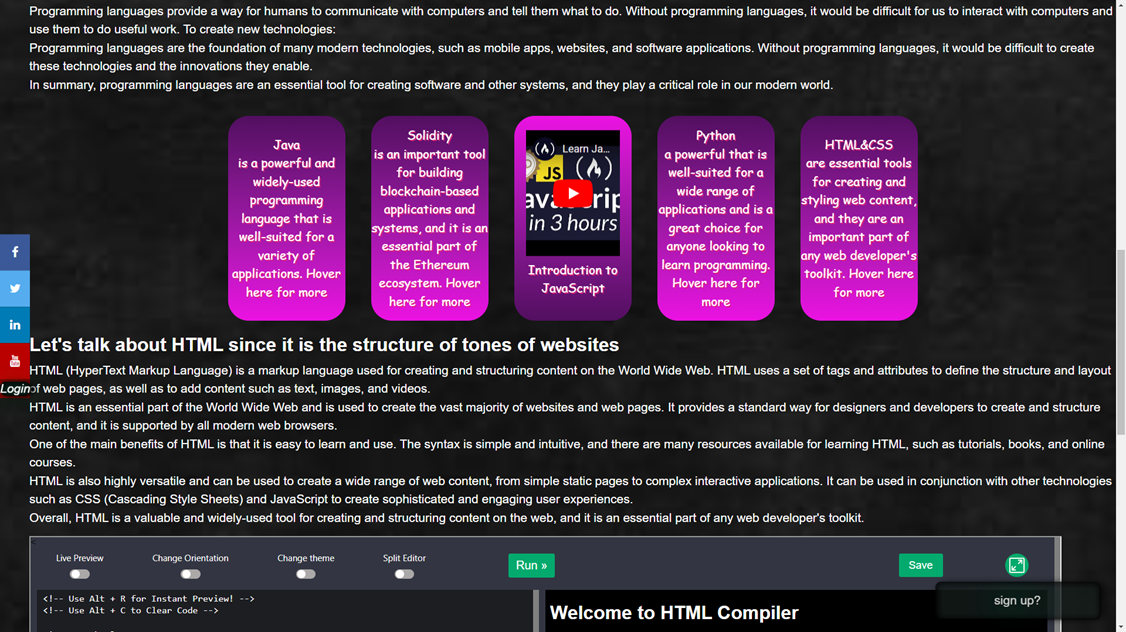 Programming languages provide a way for humans to communicate with computers and tell them what to do. Without programming languages, it would be difficult for us to interact with computers and
use them to do useful work. To create new technologies:
Programming languages are the foundation of many modern technologies, such as mobile apps, websites, and software applications. Without programming languages, it would be difficult to create
these technologies and the innovations they enable.
In summary, programming languages are an essential tool for creating software and other systems, and they play a critical role in our modern world.
Java
is a powerful and
widely-used
programming
language that is
well-suited for a
variety of
applications. Hover
here for more
Solidity
is an important tool
for building
blockchain-based
applications and
systems, and it is an
essential part of
the Ethereum
ecosystem. Hover
here for more
Learn Ja...
JS
in 3 hours
Introduction to
JavaScript
Python
a powerful that is
well-suited for a
wide range of
applications and is a
great choice for
anyone looking to
learn programming.
Hover here for
more
HTML&CSS
are essential tools
for creating and
styling web content,
and they are an
important part of
any web developer's
toolkit. Hover here
for more
Let's talk about HTML since it is the structure of tones of websites
HTML (HyperText Markup Language) is a markup language used for creating and structuring content on the World Wide Web. HTML uses a set of tags and attributes to define the structure and layout
Login
of web pages, as well as to add content such as text, images, and videos.
HTML is an essential part of the World Wide Web and is used to create the vast majority of websites and web pages. It provides a standard way for designers and developers to create and structure
content, and it is supported by all modern web browsers.
One of the main benefits of HTML is that it is easy to learn and use. The syntax is simple and intuitive, and there are many resources available for learning HTML, such as tutorials, books, and online
courses.
HTML is also highly versatile and can be used to create a wide range of web content, from simple static pages to complex interactive applications. It can be used in conjunction with other technologies
such as CSS (Cascading Style Sheets) and JavaScript to create sophisticated and engaging user experiences.
Overall, HTML is a valuable and widely-used tool for creating and structuring content on the web, and it is an essential part of any web developer's toolkit.
Live Preview
Change Orientation
Change theme
Split Editor
Run »
Save
<!-- Use Alt + R for Instant Preview! -->
<!-- Use Alt + C to Clear Code -->
Welcome to HTML Compiler
sign up?